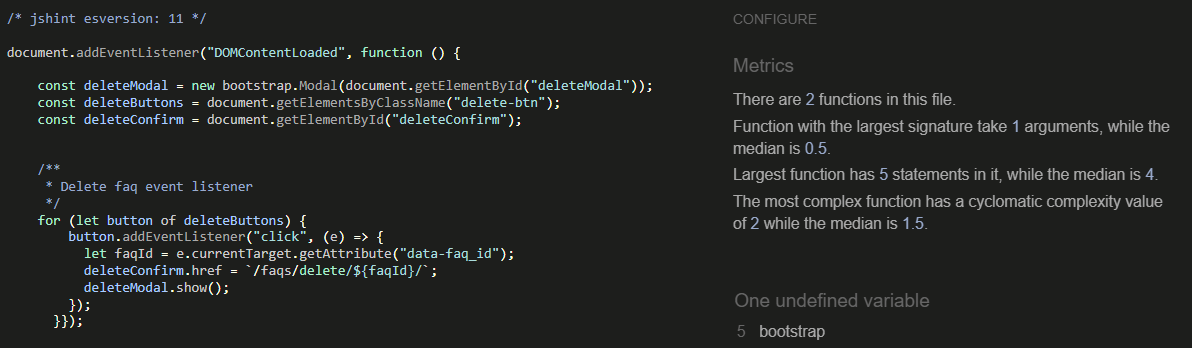 /* jshint esversion: 11 */
document.addEventListener("DOMContentLoaded", function () {
const deleteModal = new bootstrap.Modal(document.getElementById("deleteModal"));
const deleteButtons = document.getElementsByClassName("delete-btn");
const deleteConfirm = document.getElementById("deleteConfirm");
/**
* Delete faq event listener
*/
for (let button of deleteButtons) {
button.addEventListener("click", (e) => {
let faqId = e.currentTarget.getAttribute("data-faq_id");
deleteConfirm.href = `/faqs/delete/${faqId}/`;
deleteModal.show();
});
}});
CONFIGURE
Metrics
There are 2 functions in this file.
Function with the largest signature take 1 arguments, while the
median is 0.5.
Largest function has 5 statements in it, while the median is 4.
The most complex function has a cyclomatic complexity value
of 2 while the median is 1.5.
One undefined variable
5 bootstrap